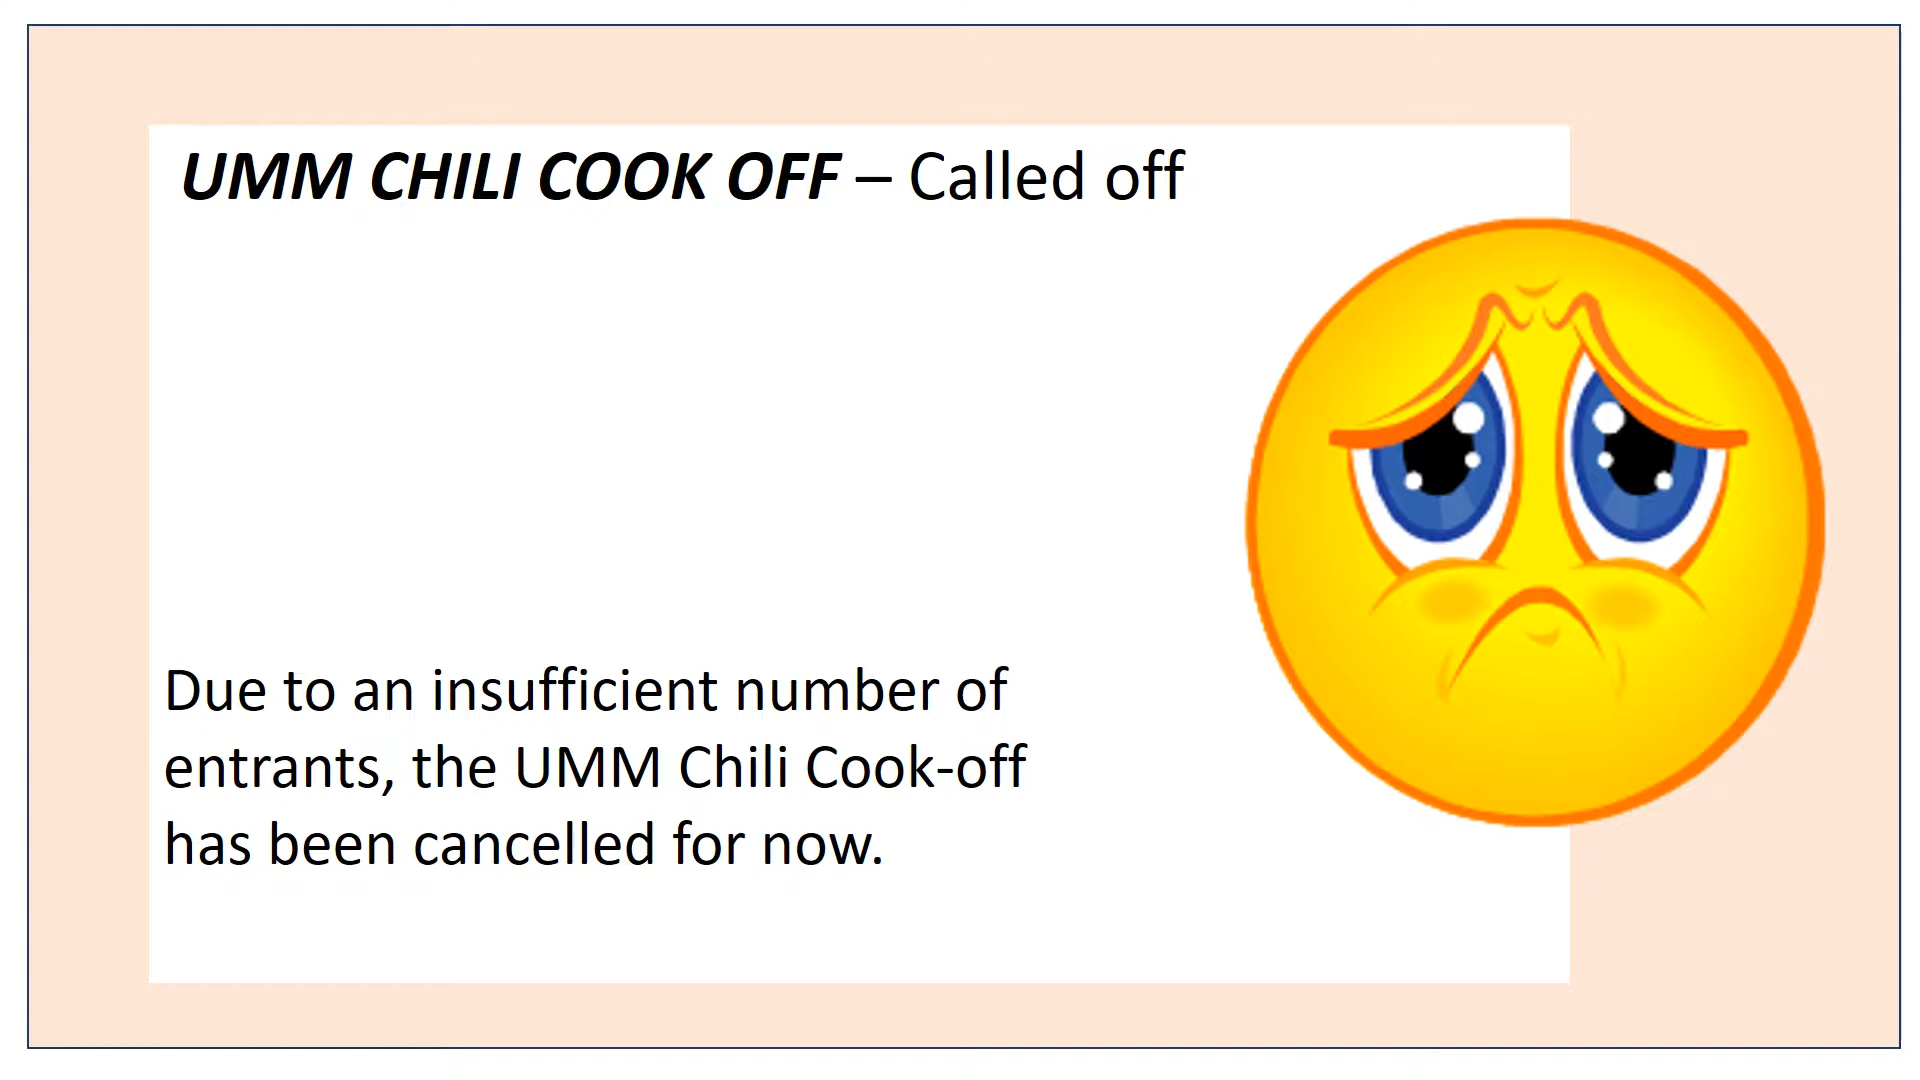 UMM CHILI COOK OFF – Called off
Due to an insufficient number of
entrants, the UMM Chili Cook-off
has been cancelled for now.